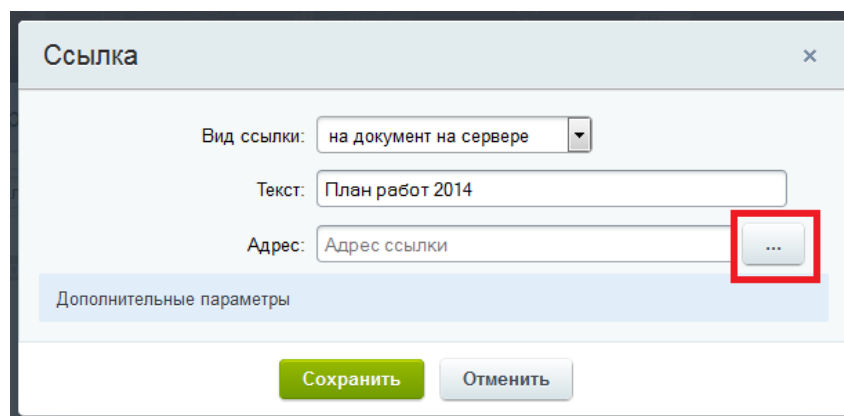 Ссылка ×
Вид ссылки: на документ на сервере
Текст: План работ 2014
Адрес: Адрес ссылки ...
Дополнительные параметры
Сохранить Отменить